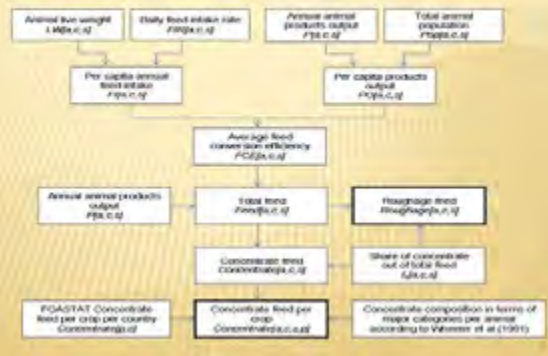 Animal live weight
LW[a,c,s]
Daily feed intake rate
FIR[a,c,s]
Annual animal
products output
P[a,c,s]
Total animal
population
Pop[a,c,s]
Per capita annual
feed intake
FI[a,c,s]
Per capita products
output
PO[a,c,s]
Average feed
conversion efficiency
FCE[a,c,s]
Annual animal products
output
P[a,c,s]
Total feed
Feed[a,c,s]
Roughage feed
Roughage[a,c,s]
Concentrate feed
Concentrate[a,c,s]
Share of concentrate
out of total feed
FOASTAT Concentrate
feed per crop per country
Concentrate[p,c]
Concentrate feed per
crop
Concentrate[a,c,s,p]
Concentrate composition in terms of
major categories per animal
according to et al (1981)